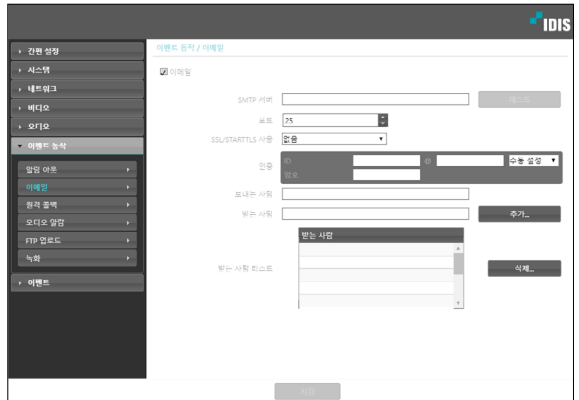 IDIS
간편 설정
시스템
네트워크
비디오
오디오
이벤트 동작
알람 아웃
이메일
원격 콜백
오디오 알람
FTP 업로드
녹화
이벤트
이벤트 동작 / 이메일
이메일
SMTP 서버
테스트
포트 25
SSL/STARTTLS 사용 없음
인증 ID @ 수동 설정
암호
보내는 사람
받는 사람 추가...
받는 사람
받는 사람 리스트 삭제...
저장